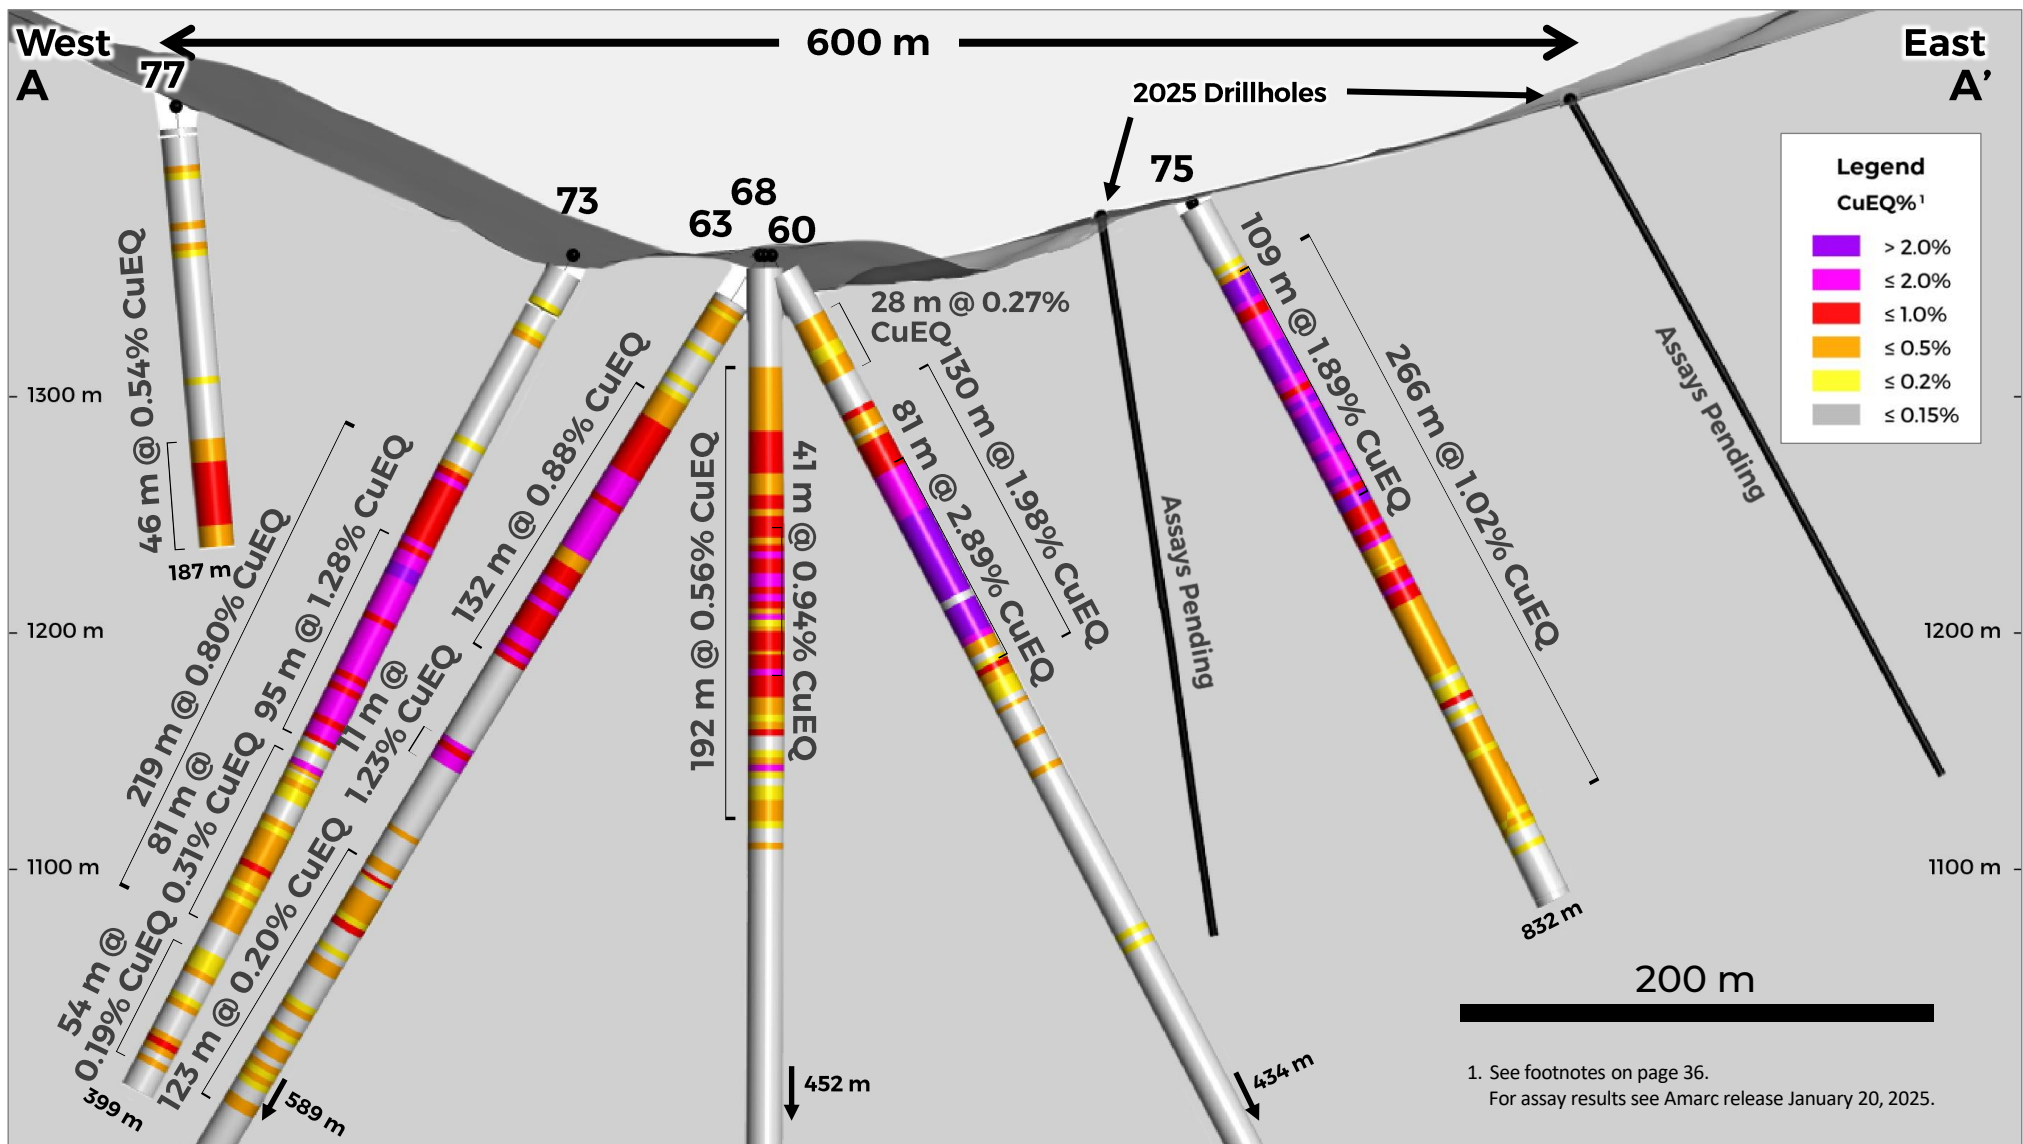 West
A
600 m
East
A’
77
2025 Drillholes
75
73
68
63
60
Legend
CuEQ%¹
> 2.0%
≤ 2.0%
≤ 1.0%
≤ 0.5%
≤ 0.2%
≤ 0.15%
1300 m
1200 m
1100 m
1200 m
1100 m
46 m @ 0.54% CuEQ
187 m
219 m @ 0.80% CuEQ
95 m @ 1.28% CuEQ
81 m @
0.31% CuEQ
54 m @
0.19% CuEQ
399 m
132 m @ 0.88% CuEQ
11 m @
1.23% CuEQ
123 m @ 0.20% CuEQ
589 m
192 m @ 0.56% CuEQ
41 m @ 0.94% CuEQ
452 m
28 m @ 0.27%
CuEQ
130 m @ 1.98% CuEQ
81 m @ 2.89% CuEQ
434 m
Assays Pending
109 m @ 1.89% CuEQ
266 m @ 1.02% CuEQ
832 m
Assays Pending
200 m
1. See footnotes on page 36.
For assay results see Amarc release January 20, 2025.